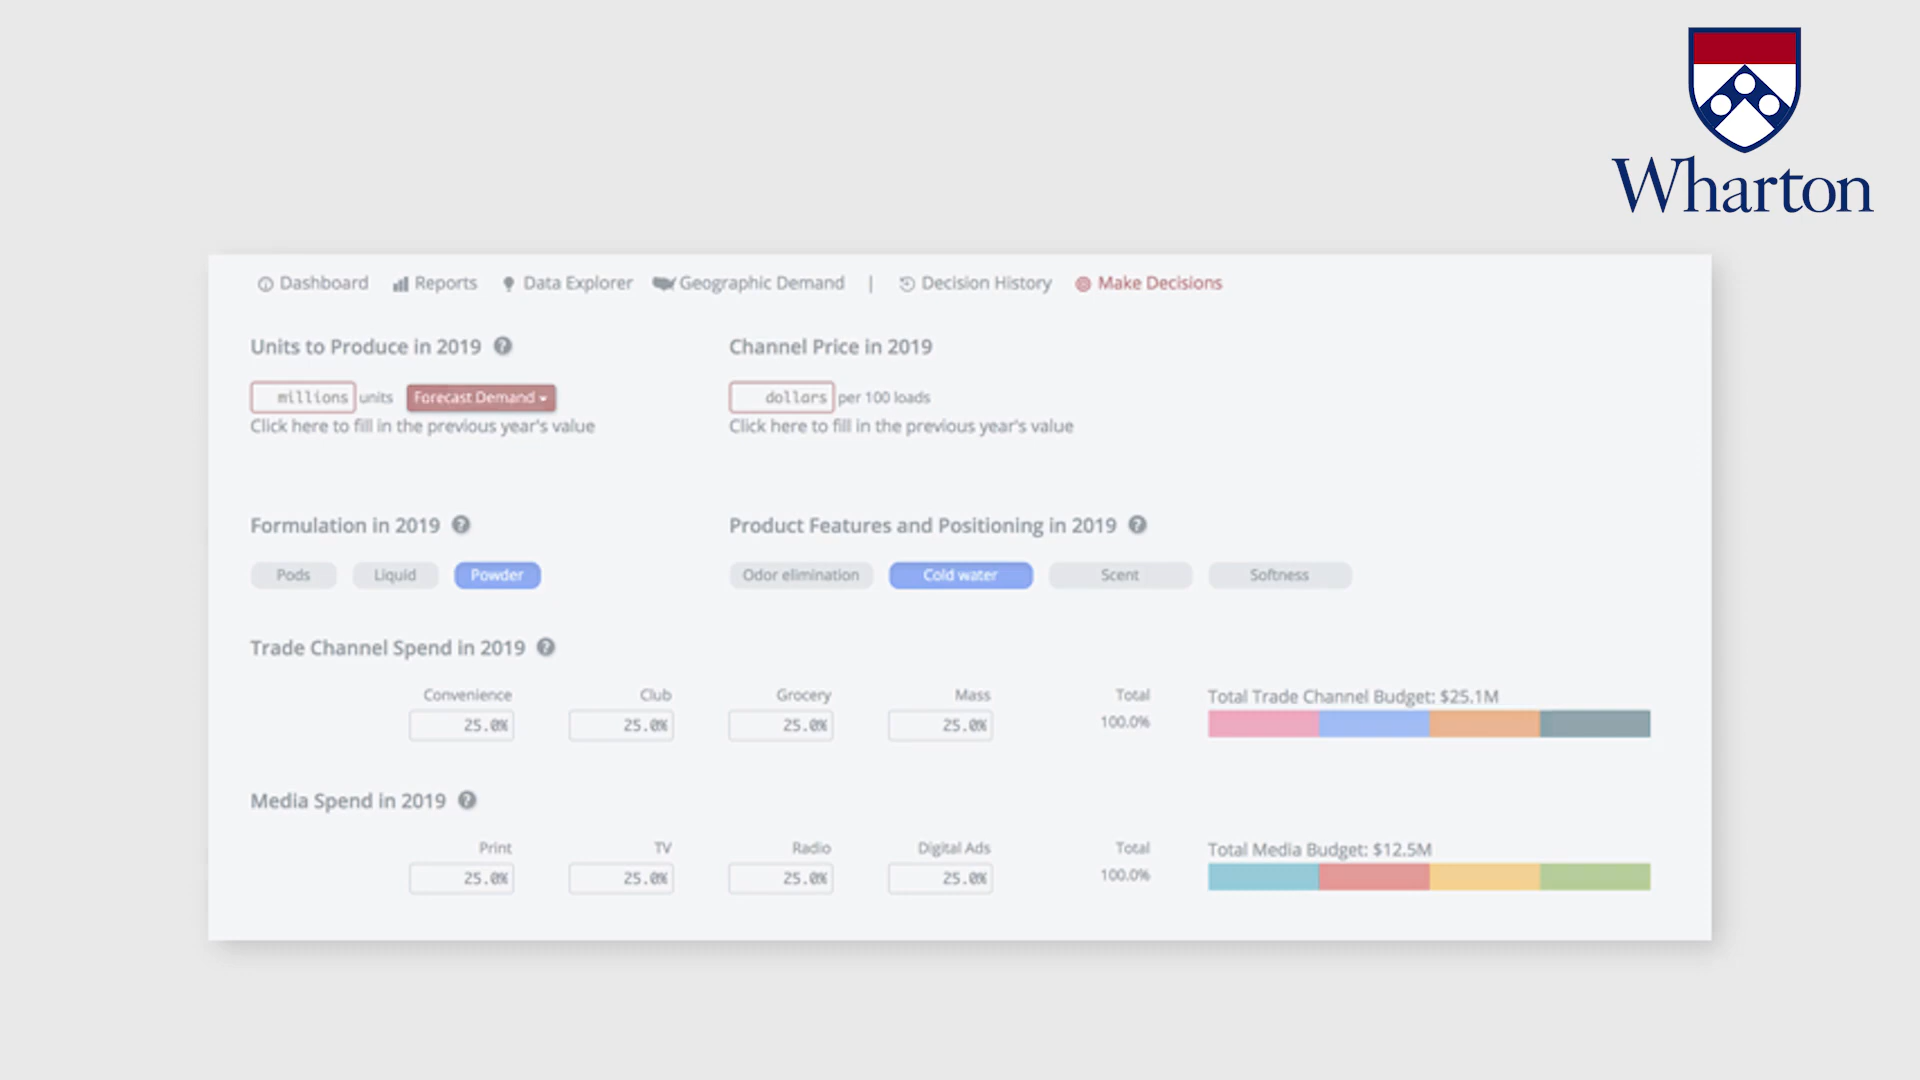 Wharton
Dashboard Reports Data Explorer Geographic Demand | Decision History Make Decisions
Units to Produce in 2019 ? Channel Price in 2019
millions units Forecast Demand dollars per 100 loads
Click here to fill in the previous year's value Click here to fill in the previous year's value
Formulation in 2019 ? Product Features and Positioning in 2019 ?
Pods Liquid Powder Odor elimination Cold water Scent Softness
Trade Channel Spend in 2019 ?
Convenience Club Grocery Mass Total Total Trade Channel Budget: $25.1M
25.0% 25.0% 25.0% 25.0% 100.0%
Media Spend in 2019 ?
Print TV Radio Digital Ads Total Total Media Budget: $12.5M
25.0% 25.0% 25.0% 25.0% 100.0%